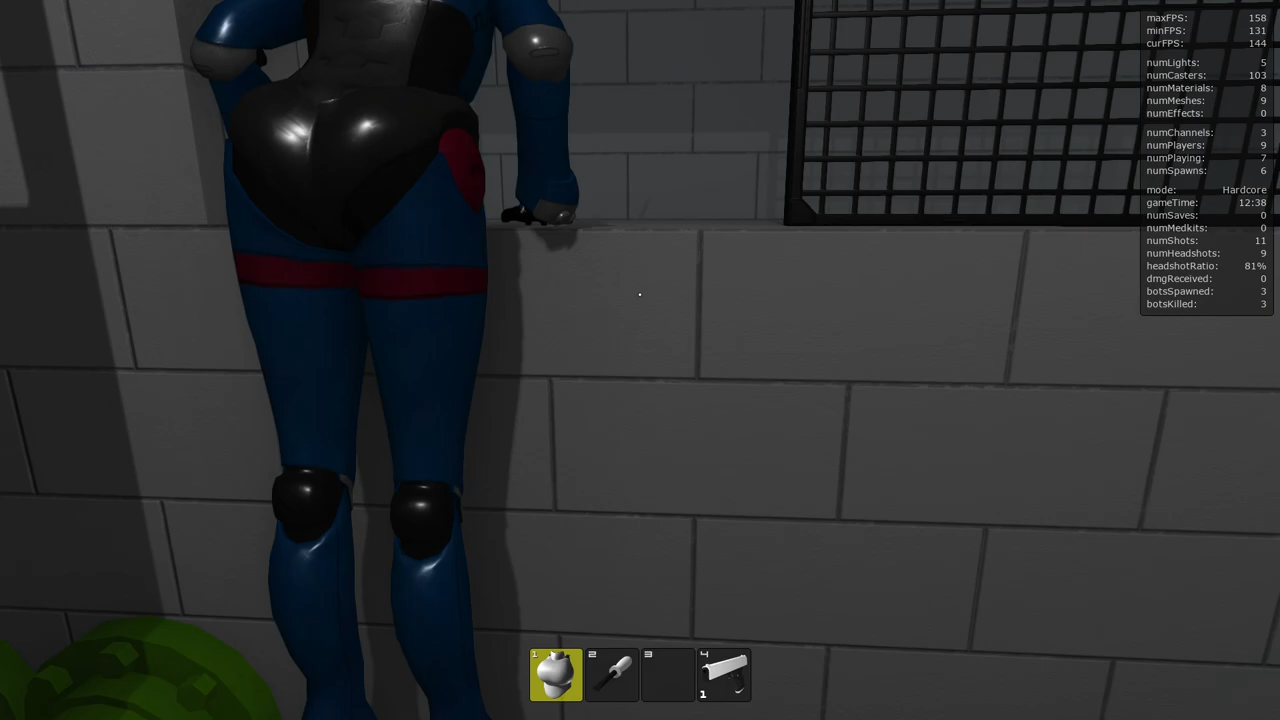 maxFPS: 158
minFPS: 131
curFPS: 144
numLights: 5
numCasters: 103
numMaterials: 8
numMeshes: 9
numEffects: 0
numChannels: 3
numPlayers: 9
numPlaying: 7
numSpawns: 6
mode: Hardcore
gameTime: 12:38
numSaves: 0
numMedkits: 0
numShots: 11
numHeadshots: 9
headshotRatio: 81%
dmgReceived: 0
botsSpawned: 3
botsKilled: 3
1 2 3 4
1